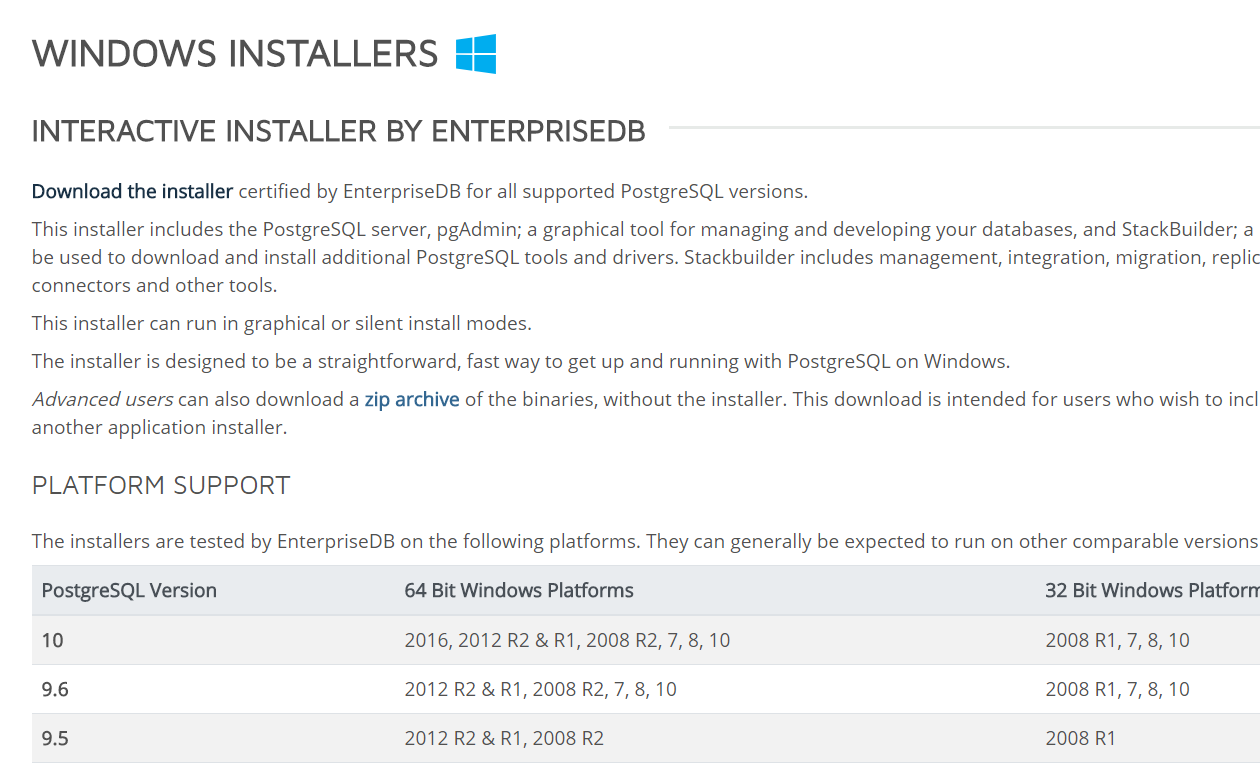 WINDOWS INSTALLERS
INTERACTIVE INSTALLER BY ENTERPRISEDB
Download the installer certified by EnterpriseDB for all supported PostgreSQL versions.
This installer includes the PostgreSQL server, pgAdmin; a graphical tool for managing and developing your databases, and StackBuilder; a
be used to download and install additional PostgreSQL tools and drivers. Stackbuilder includes management, integration, migration,
connectors and other tools.
This installer can run in graphical or silent install modes.
The installer is designed to be a straightforward, fast way to get up and running with PostgreSQL on Windows.
Advanced users can also download a zip archive of the binaries, without the installer. This download is intended for users who wish to
another application installer.
PLATFORM SUPPORT
The installers are tested by EnterpriseDB on the following platforms. They can generally be expected to run on other comparable versions
PostgreSQL Version 64 Bit Windows Platforms 32 Bit Windows
10 2016, 2012 R2 & R1, 2008 R2, 7, 8, 10 2008 R1, 7, 8, 10
9.6 2012 R2 & R1, 2008 R2, 7, 8, 10 2008 R1, 7, 8, 10
9.5 2012 R2 & R1, 2008 R2 2008 R1